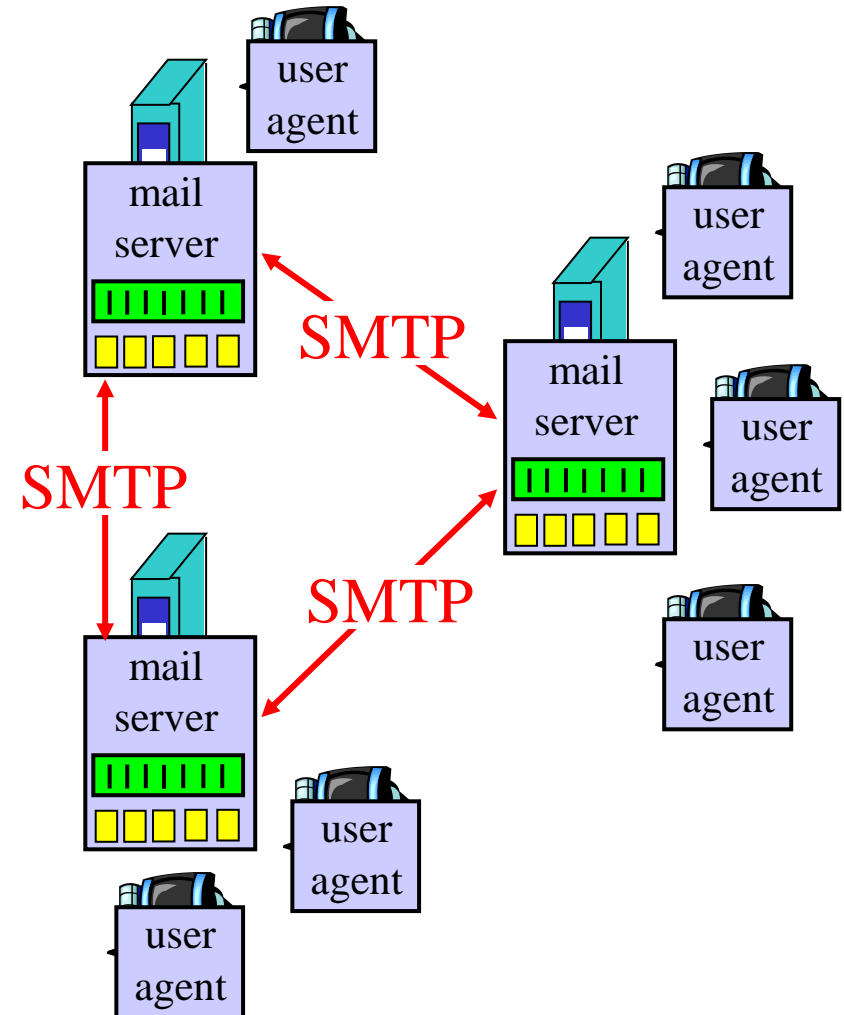 user
agent
mail
server
user
agent
SMTP
mail
server
user
agent
SMTP
SMTP
user
agent
mail
server
user
agent
user
agent